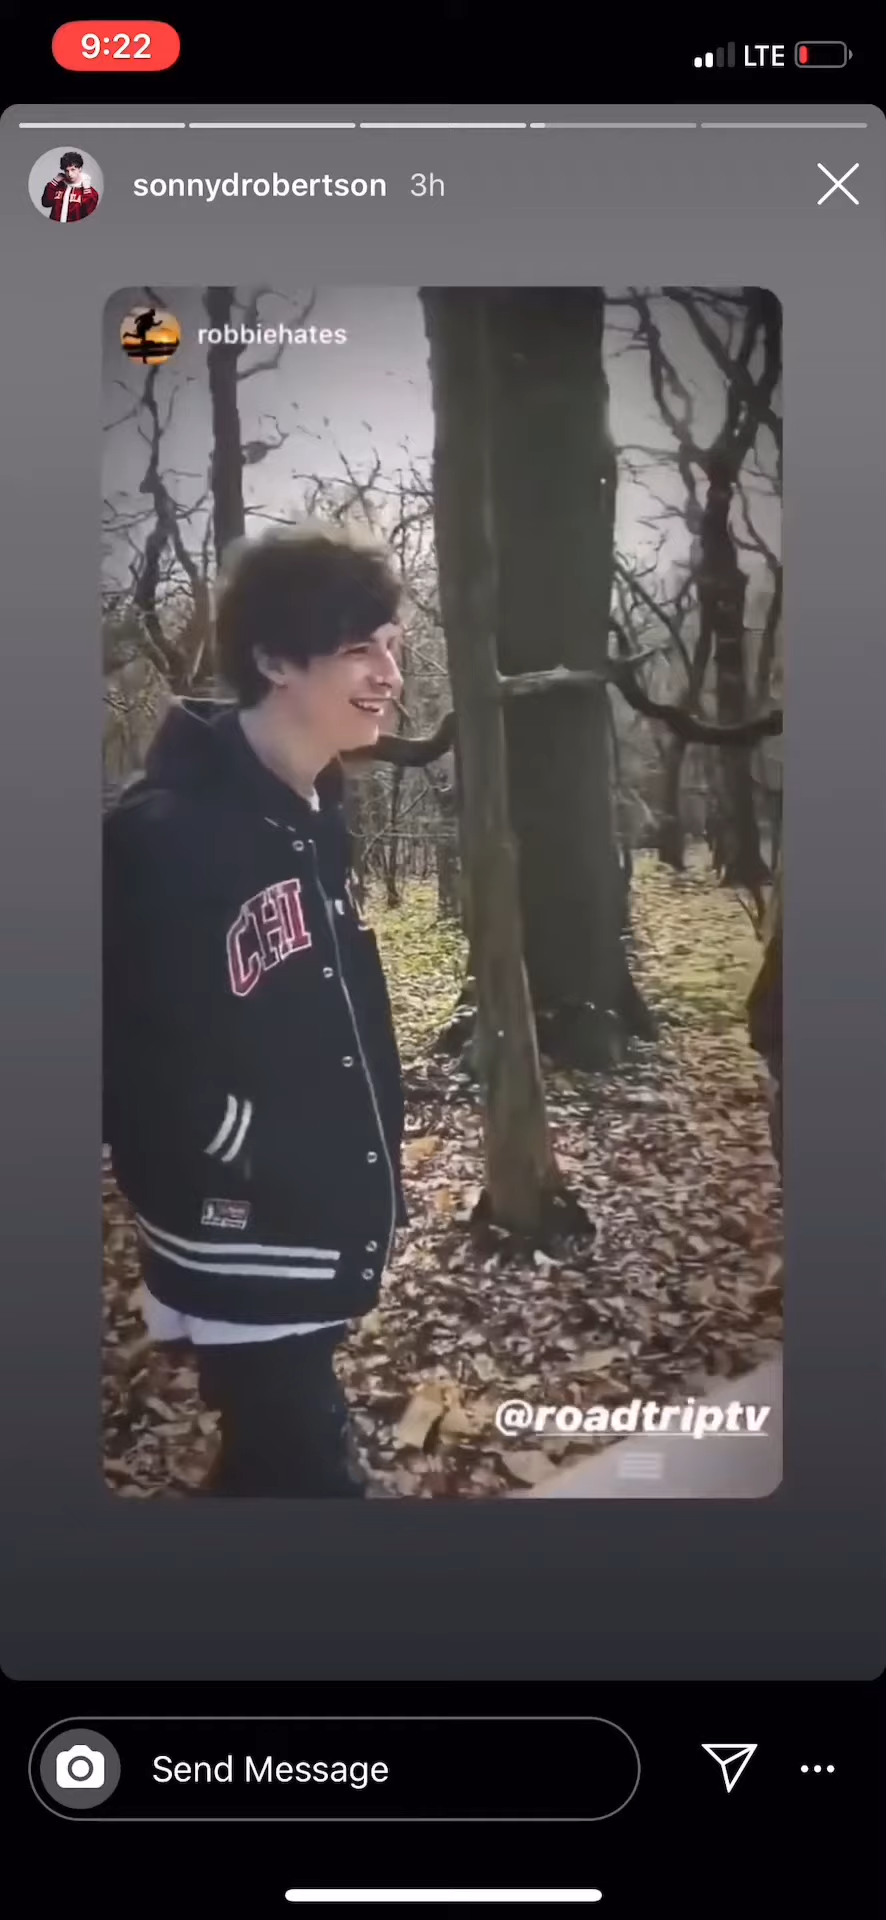 9:22
LTE
sonnydrobertson 3h
robbiehates
CHI
@roadtriptv
Send Message